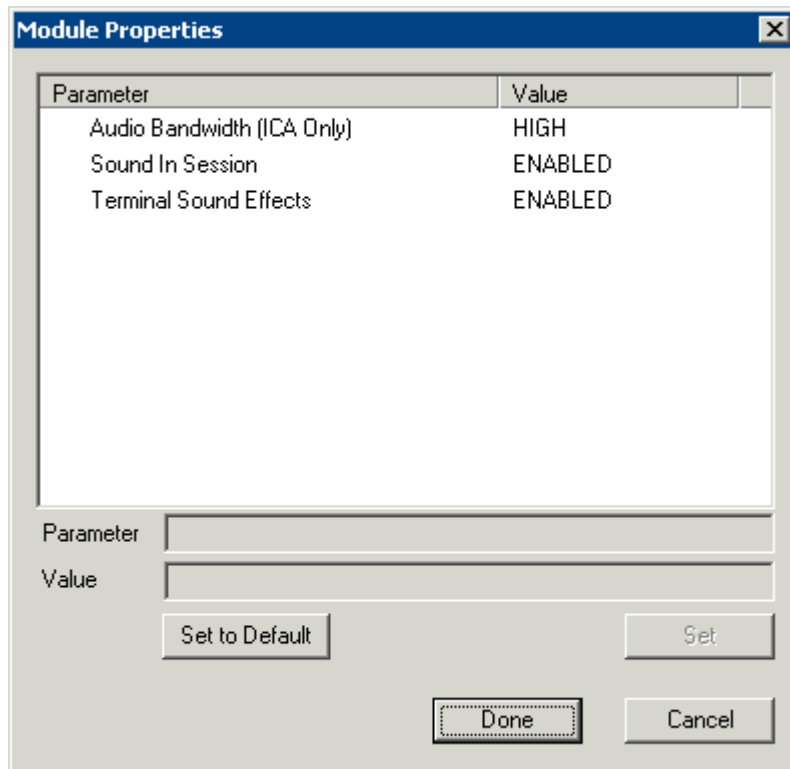 Module Properties
Parameter Value
Audio Bandwidth (ICA Only) HIGH
Sound In Session ENABLED
Terminal Sound Effects ENABLED
Parameter
Value
Set to Default Set
Done Cancel